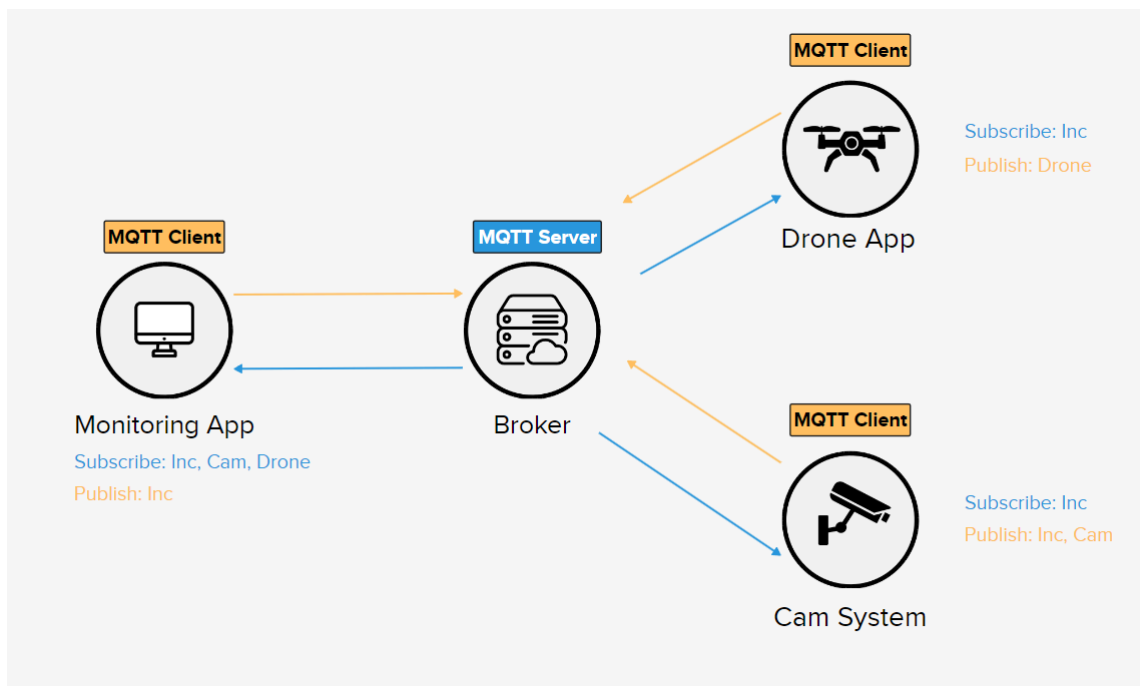 MQTT Client
Subscribe: Inc
Publish: Drone
Drone App
MQTT Client
MQTT Server
Monitoring App
Broker
Subscribe: Inc, Cam, Drone
Publish: Inc
MQTT Client
Subscribe: Inc
Publish: Inc, Cam
Cam System